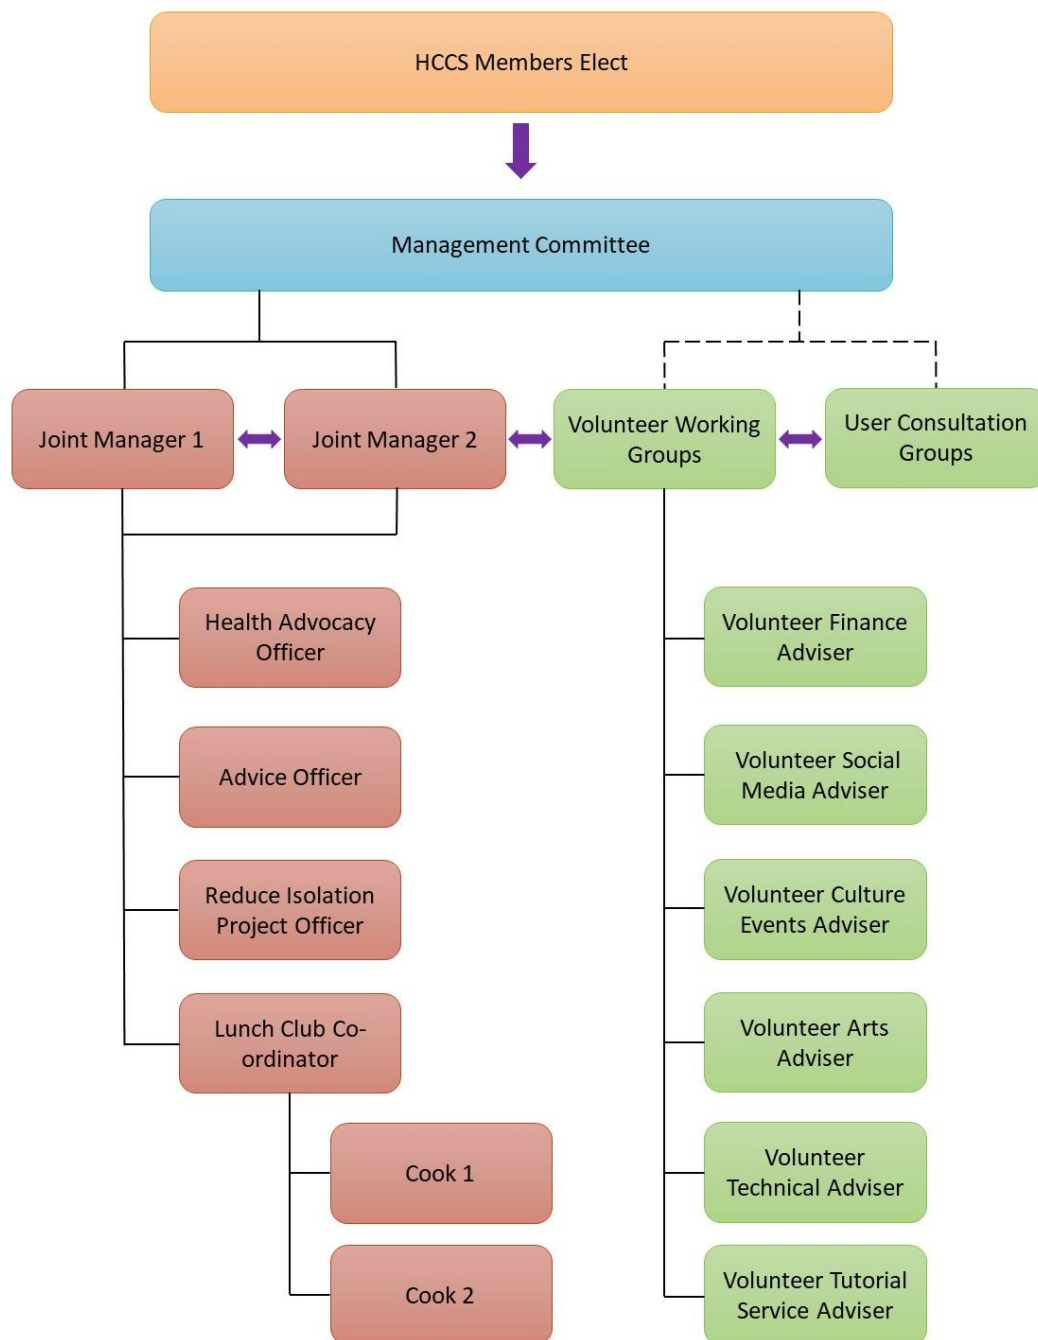 HCCS Members Elect
Management Committee
Joint Manager 1
Joint Manager 2
Volunteer Working
Groups
User Consultation
Groups
Health Advocacy
Officer
Advice Officer
Reduce Isolation
Project Officer
Lunch Club Co-
ordinator
Cook 1
Cook 2
Volunteer Finance
Adviser
Volunteer Social
Media Adviser
Volunteer Culture
Events Adviser
Volunteer Arts
Adviser
Volunteer
Technical Adviser
Volunteer Tutorial
Service Adviser